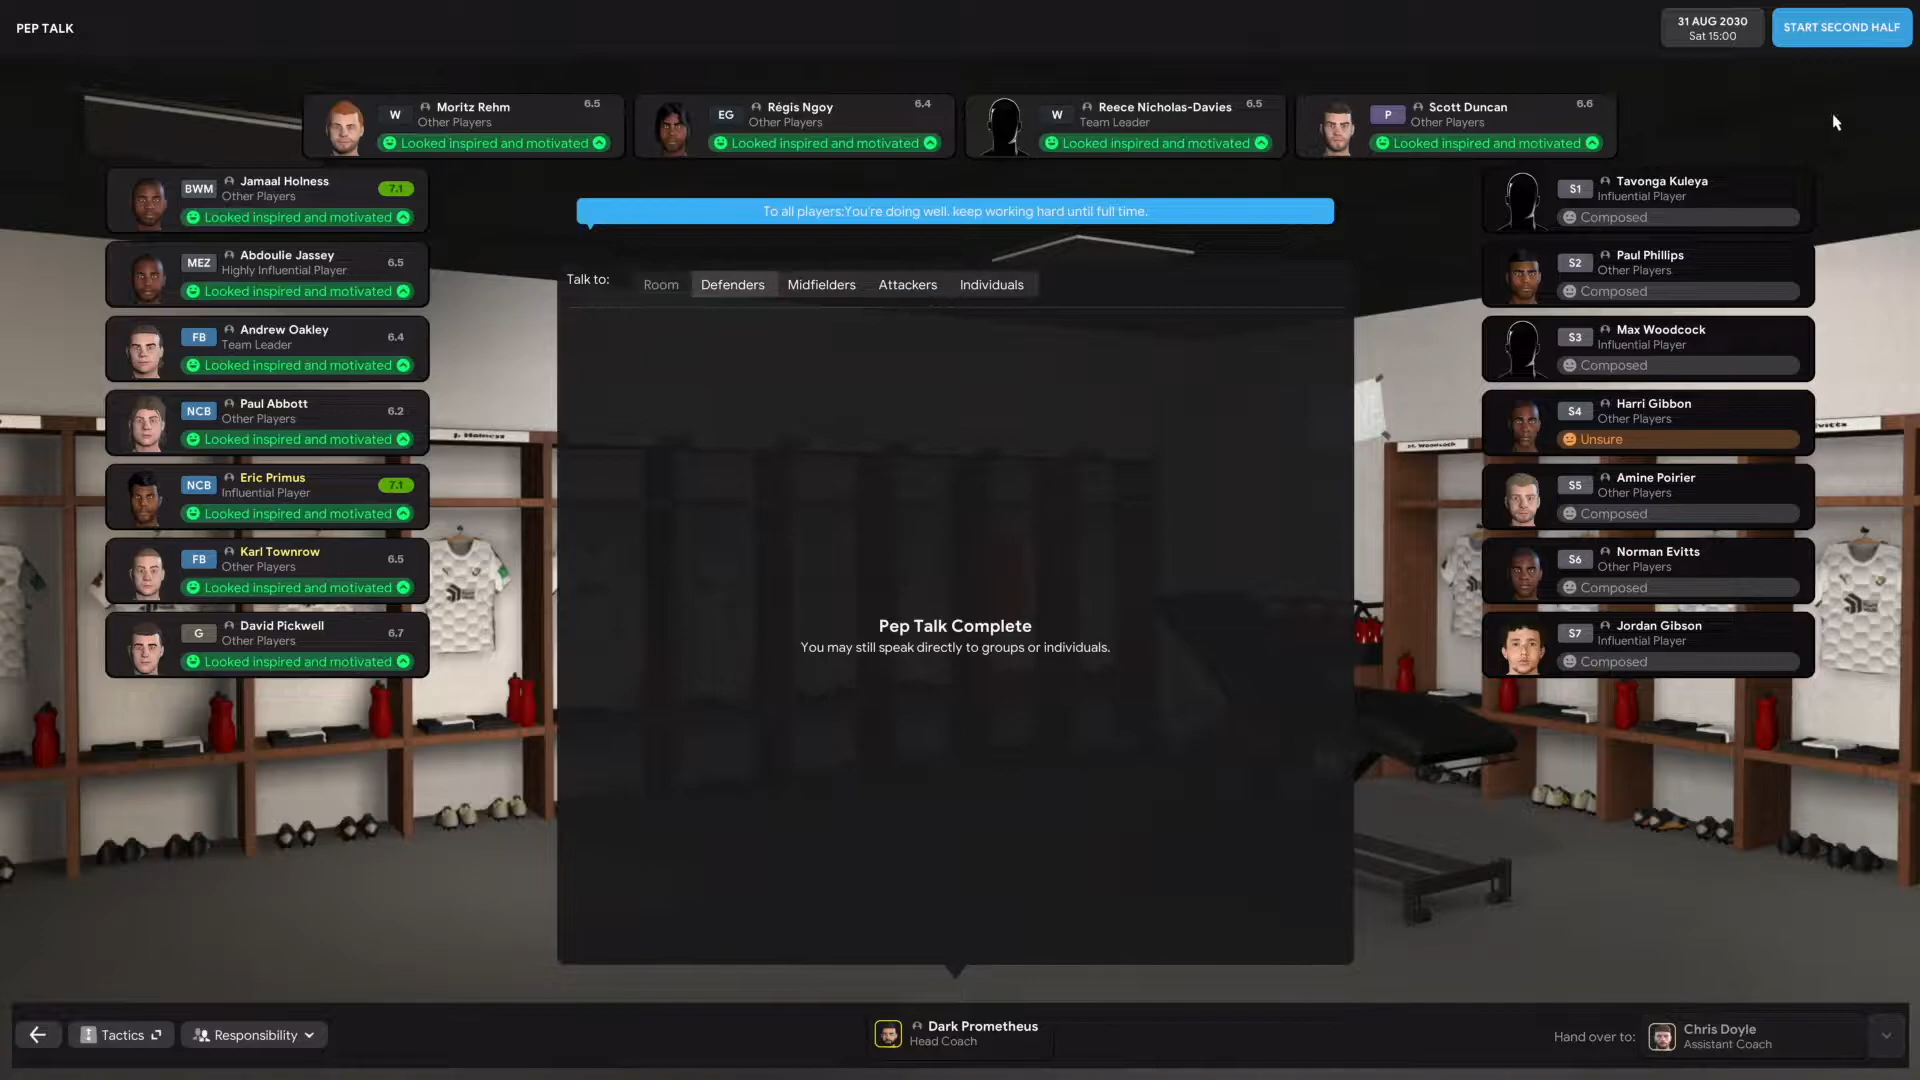 PEP TALK
31 AUG 2030
Sat 15:00
START SECOND HALF
W Moritz Rehm 6.5
Other Players
Looked inspired and motivated
EG Régis Ngoy 6.4
Other Players
Looked inspired and motivated
W Reece Nicholas-Davies 6.5
Team Leader
Looked inspired and motivated
P Scott Duncan 6.6
Other Players
Looked inspired and motivated
BWM Jamaal Holness 7.1
Other Players
Looked inspired and motivated
MEZ Abdoulie Jassey 6.5
Highly Influential Player
Looked inspired and motivated
FB Andrew Oakley 6.4
Team Leader
Looked inspired and motivated
NCB Paul Abbott 6.2
Other Players
Looked inspired and motivated
NCB Eric Primus 7.1
Influential Player
Looked inspired and motivated
FB Karl Townrow 6.5
Other Players
Looked inspired and motivated
G David Pickwell 6.7
Other Players
Looked inspired and motivated
To all players:You're doing well. keep working hard until full time.
Talk to: Room Defenders Midfielders Attackers Individuals
Pep Talk Complete
You may still speak directly to groups or individuals.
J. Holness
M. Woodcock
S1 Tavonga Kuleya
Influential Player
Composed
S2 Paul Phillips
Other Players
Composed
S3 Max Woodcock
Influential Player
Composed
S4 Harri Gibbon
Other Players
Unsure
S5 Amine Poirier
Other Players
Composed
S6 Norman Evitts
Other Players
Composed
S7 Jordan Gibson
Influential Player
Composed
Tactics
Responsibility
Dark Prometheus
Head Coach
Hand over to:
Chris Doyle
Assistant Coach